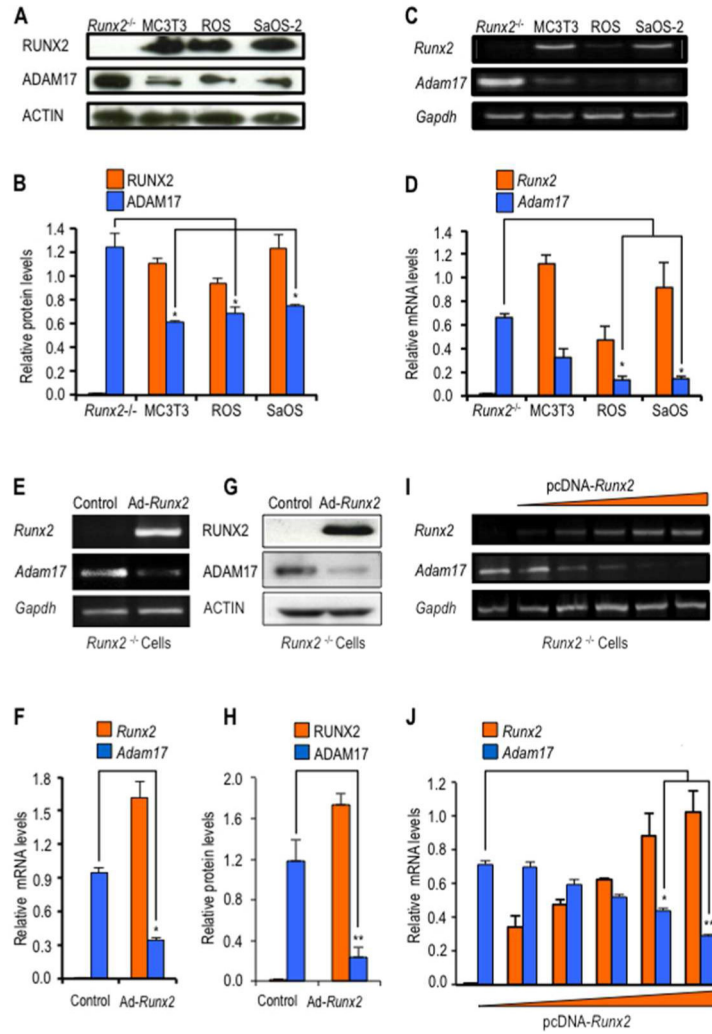 A
Runx2-/- MC3T3 ROS SaOS-2
RUNX2
ADAM17
ACTIN
C
Runx2-/- MC3T3 ROS SaOS-2
Runx2
Adam17
Gapdh
B
RUNX2
ADAM17
Relative protein levels
1.4
1.2
1.0
0.8
0.6
0.4
0.2
0.0
* * *
Runx2-/- MC3T3 ROS SaOS
D
Runx2
Adam17
Relative mRNA levels
1.4
1.2
1.0
0.8
0.6
0.4
0.2
0.0
* *
Runx2-/- MC3T3 ROS SaOS
E
Control Ad-Runx2
Runx2
Adam17
Gapdh
Runx2 -/- Cells
G
Control Ad-Runx2
RUNX2
ADAM17
ACTIN
Runx2 -/- Cells
I
pcDNA-Runx2
Runx2
Adam17
Gapdh
Runx2 -/- Cells
F
Runx2
Adam17
Relative mRNA levels
1.8
1.5
1.2
0.9
0.6
0.3
0.0
*
Control Ad-Runx2
H
RUNX2
ADAM17
Relative protein levels
2.0
1.6
1.2
0.8
0.4
0.0
**
Control Ad-Runx2
J
Runx2
Adam17
Relative mRNA levels
1.2
1.0
0.8
0.6
0.4
0.2
0.0
* **
pcDNA-Runx2